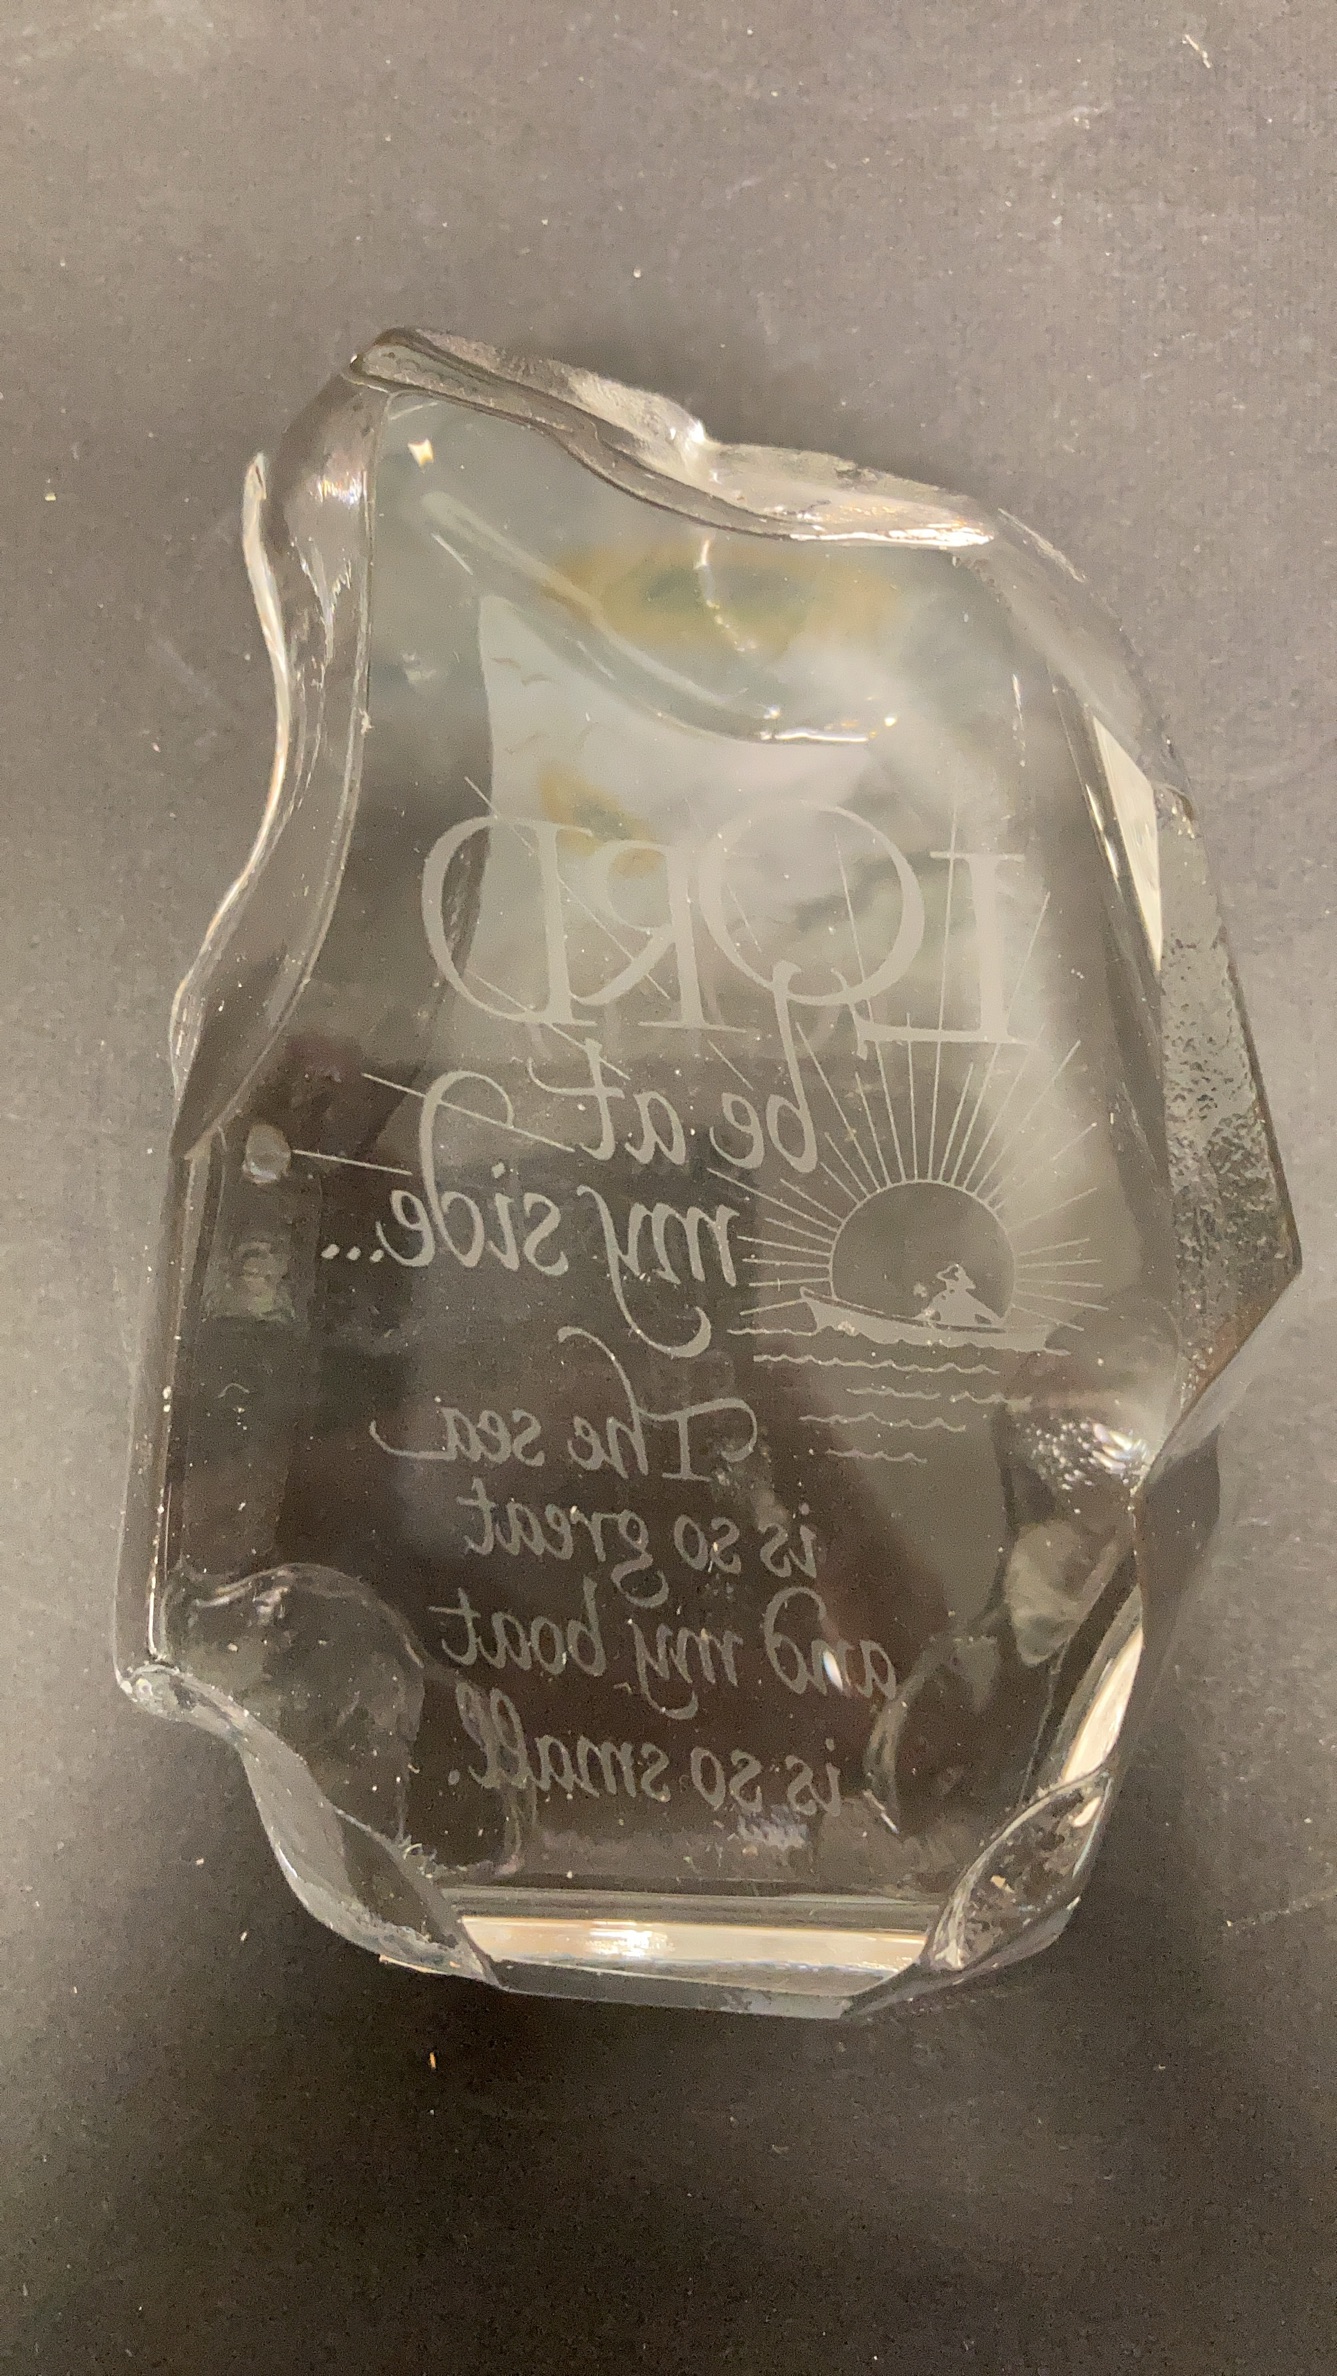 LORD
be at
my side...
The sea
is so great
and my boat
is so small.